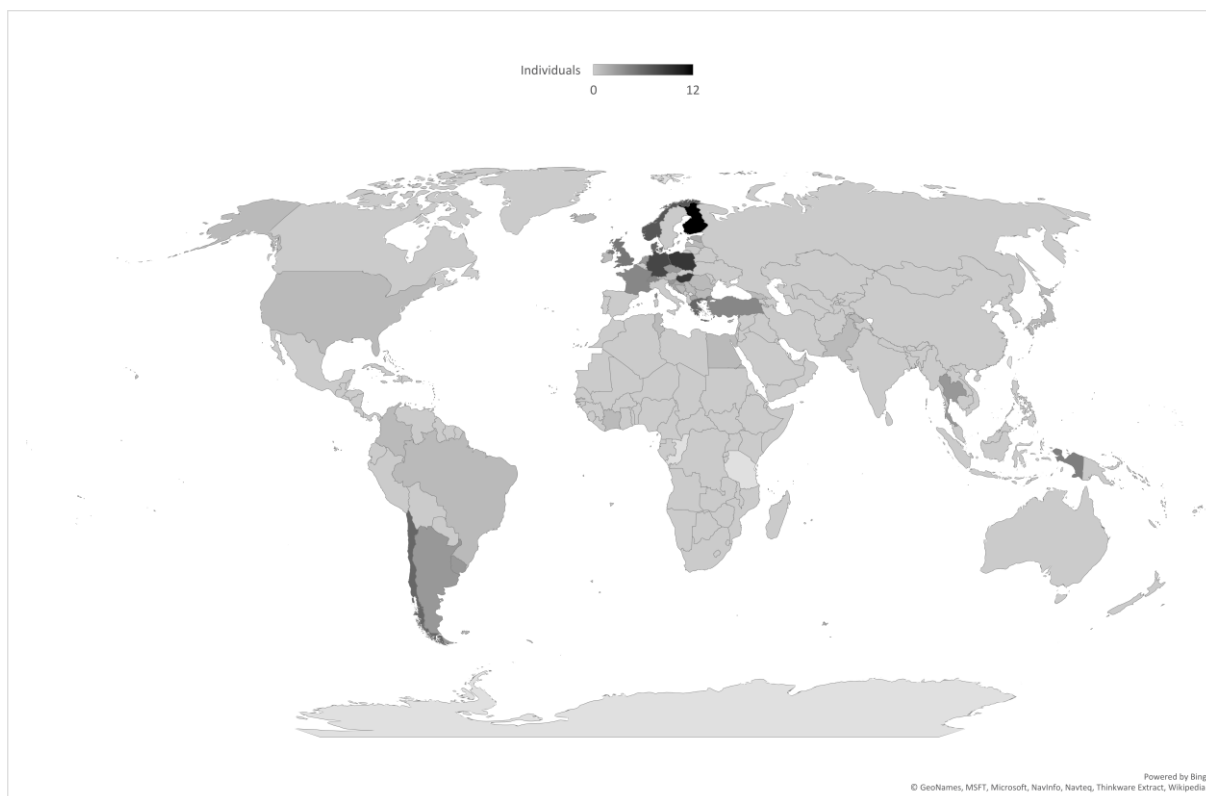 Individuals
0 12
Powered by Bing
© GeoNames, MSFT, Microsoft, NavInfo, Navteq, Thinkware Extract, Wikipedia